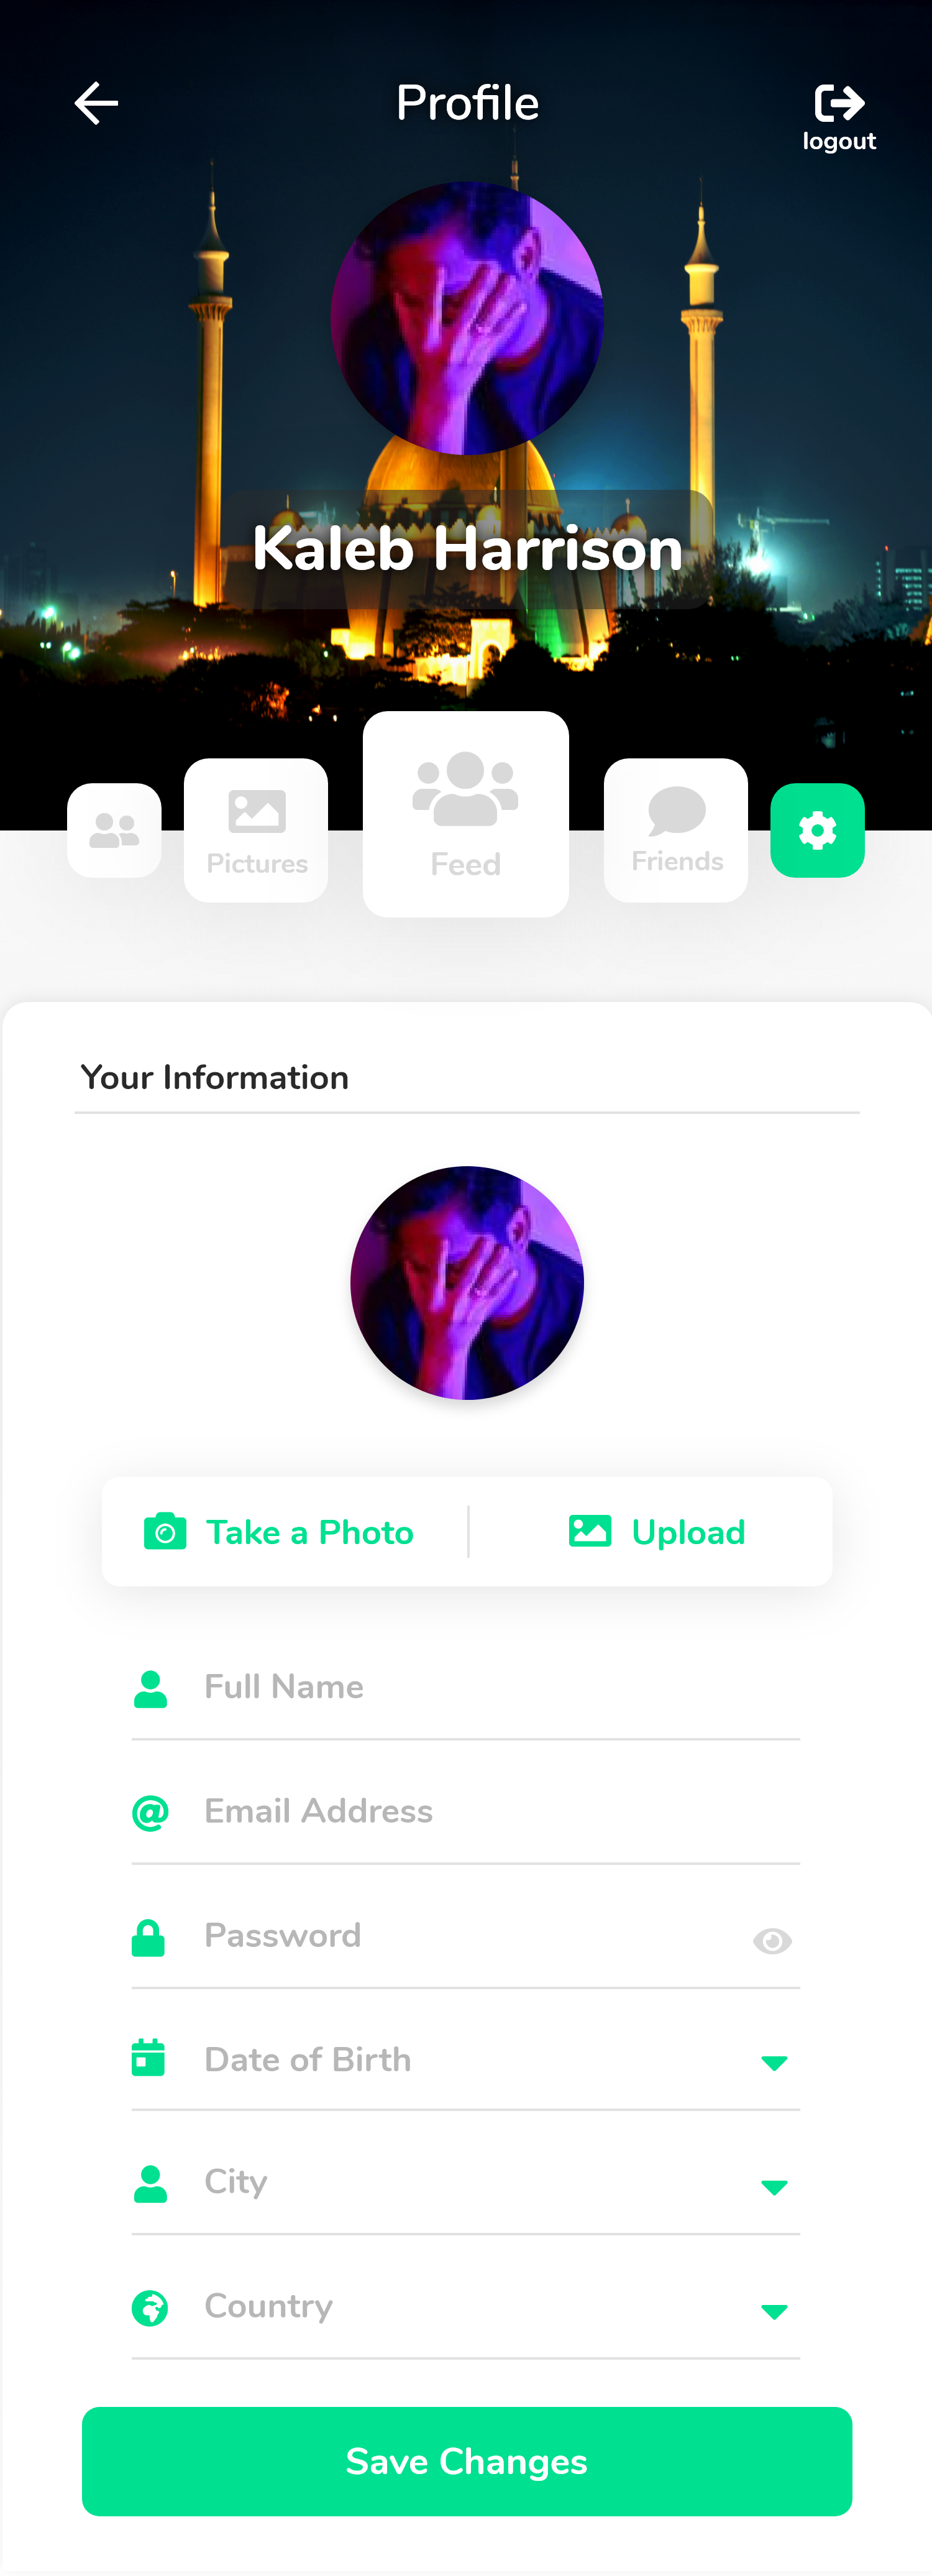 Profile
logout
Kaleb Harrison
Pictures
Feed
Friends
Your Information
Take a Photo
Upload
Full Name
Email Address
Password
Date of Birth
City
Country
Save Changes